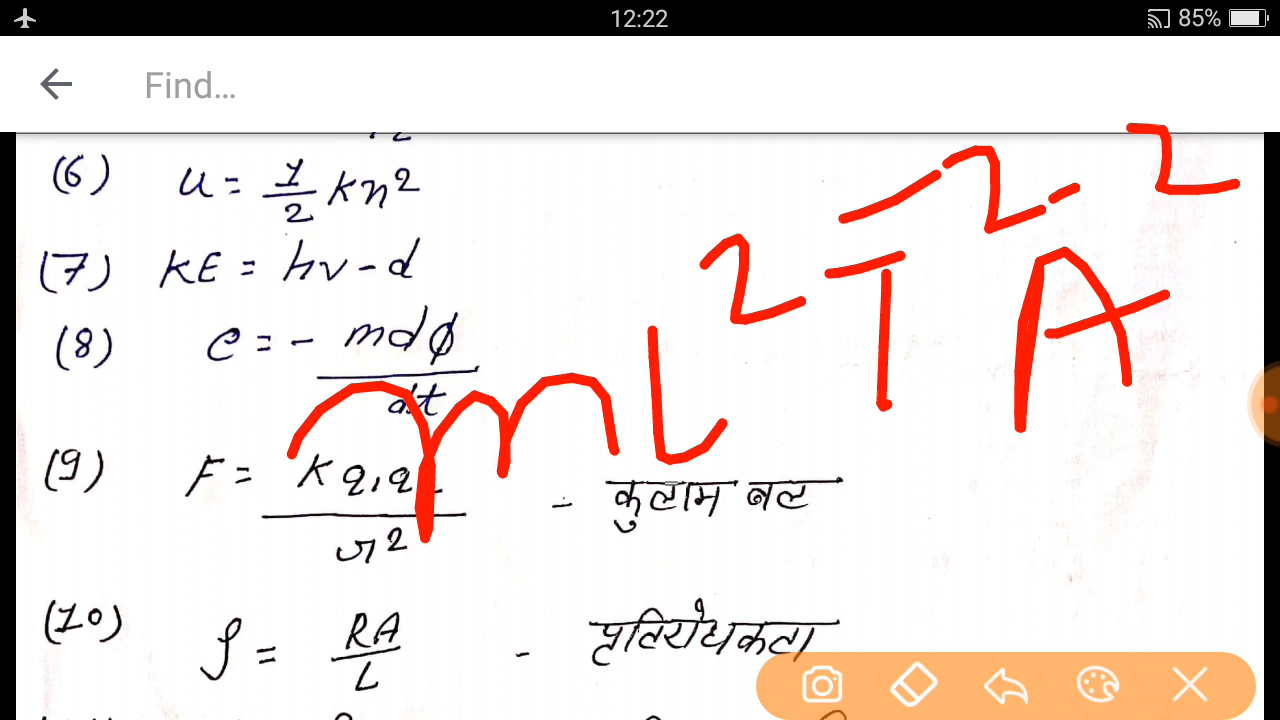 12:22 85%
Find...
(6) u = 1/2 kx²
(7) KE = hν - d
(8) e = - mdφ/dt
(9) F = K q₁q₂/r² - कुलाम बल
(10) ρ = RA/L - प्रतिरोधकता
mL²T⁻²A⁻²